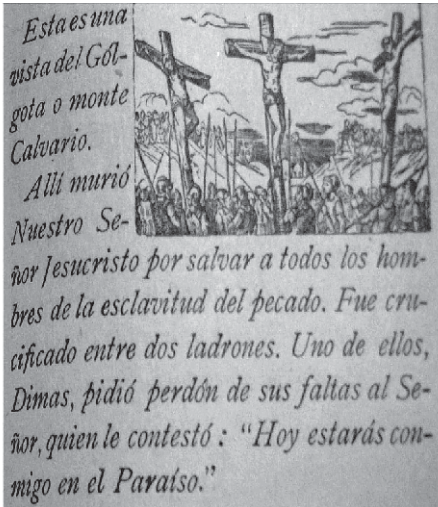 Esta es una
vista del Gól-
gota o monte
Calvario.
Allí murió
Nuestro Se-
ñor Jesucristo por salvar a todos los hom-
bres de la esclavitud del pecado. Fue cru-
cificado entre dos ladrones. Uno de ellos,
Dimas, pidió perdón de sus faltas al Se-
ñor, quien le contestó : “Hoy estarás con-
migo en el Paraíso.”